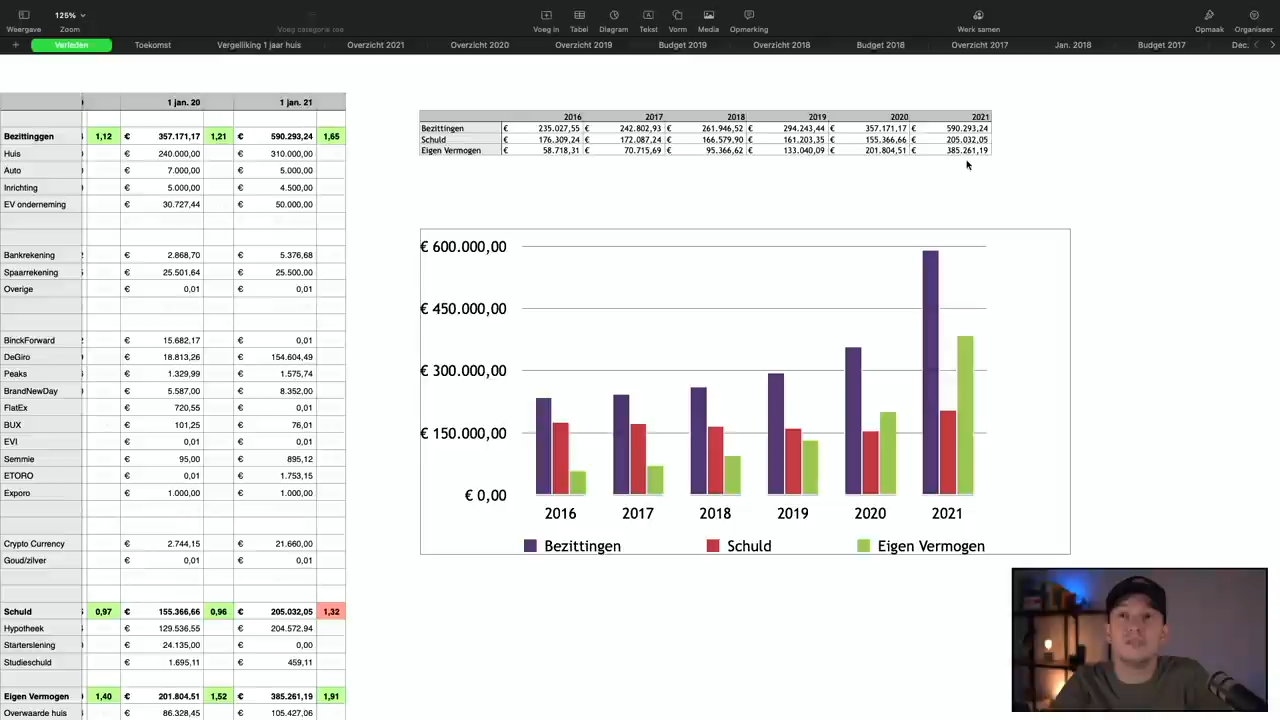 125%
Weergave Zoom Voeg categorie toe Voeg in Tabel Diagram Tekst Vorm Media Opmerking Werk samen Opmaak Organiseer
Verleden Toekomst Vergelliking 1 jaar huis Overzicht 2021 Overzicht 2020 Overzicht 2019 Budget 2019 Overzicht 2018 Budget 2018 Overzicht 2017 Jan. 2018 Budget 2017 Dec.
1 jan. 20 1 jan. 21
Bezittinggen 1,12 € 357.171,17 1,21 € 590.293,24 1,65
Huis € 240.000,00 € 310.000,00
Auto € 7.000,00 € 5.000,00
Inrichting € 5.000,00 € 4.500,00
EV onderneming € 30.727,44 € 50.000,00
Bankrekening € 2.868,70 € 5.376,68
Spaarrekening € 25.501,64 € 25.500,00
Overige € 0,01 € 0,01
BinckForward € 15.682,17 € 0,01
DeGiro € 18.813,26 € 154.604,49
Peaks € 1.329,99 € 1.575,74
BrandNewDay € 5.587,00 € 8.352,00
FlatEx € 720,55 € 0,01
BUX € 101,25 € 76,01
EVI € 0,01 € 0,01
Semmie € 95,00 € 895,12
ETORO € 0,01 € 1.753,15
Exporo € 1.000,00 € 1.000,00
Crypto Currency € 2.744,15 € 21.660,00
Goud/zilver € 0,01 € 0,01
Schuld 0,97 € 155.366,66 0,96 € 205.032,05 1,32
Hypotheek € 129.536,55 € 204.572,94
Starterslening € 24.135,00 € 0,00
Studieschuld € 1.695,11 € 459,11
Eigen Vermogen 1,40 € 201.804,51 1,52 € 385.261,19 1,91
Overwaarde huis € 86.328,45 € 105.427,06
2016 2017 2018 2019 2020 2021
Bezittingen € 235.027,55 € 242.802,93 € 261.946,52 € 294.243,44 € 357.171,17 € 590.293,24
Schuld € 176.309,24 € 172.087,24 € 166.579,90 € 161.203,35 € 155.366,66 € 205.032,05
Eigen Vermogen € 58.718,31 € 70.715,69 € 95.366,62 € 133.040,09 € 201.804,51 € 385.261,19
€ 600.000,00
€ 450.000,00
€ 300.000,00
€ 150.000,00
€ 0,00
2016 2017 2018 2019 2020 2021
Bezittingen Schuld Eigen Vermogen